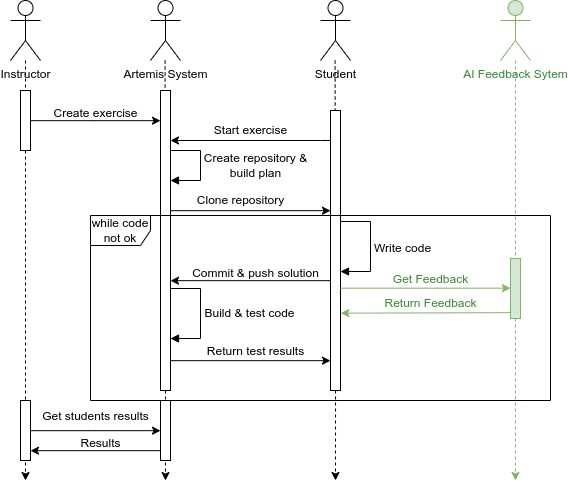 Instructor
Artemis System
Student
AI Feedback Sytem
Create exercise
Start exercise
Create repository &
build plan
Clone repository
while code
not ok
Write code
Commit & push solution
Get Feedback
Return Feedback
Build & test code
Return test results
Get students results
Results